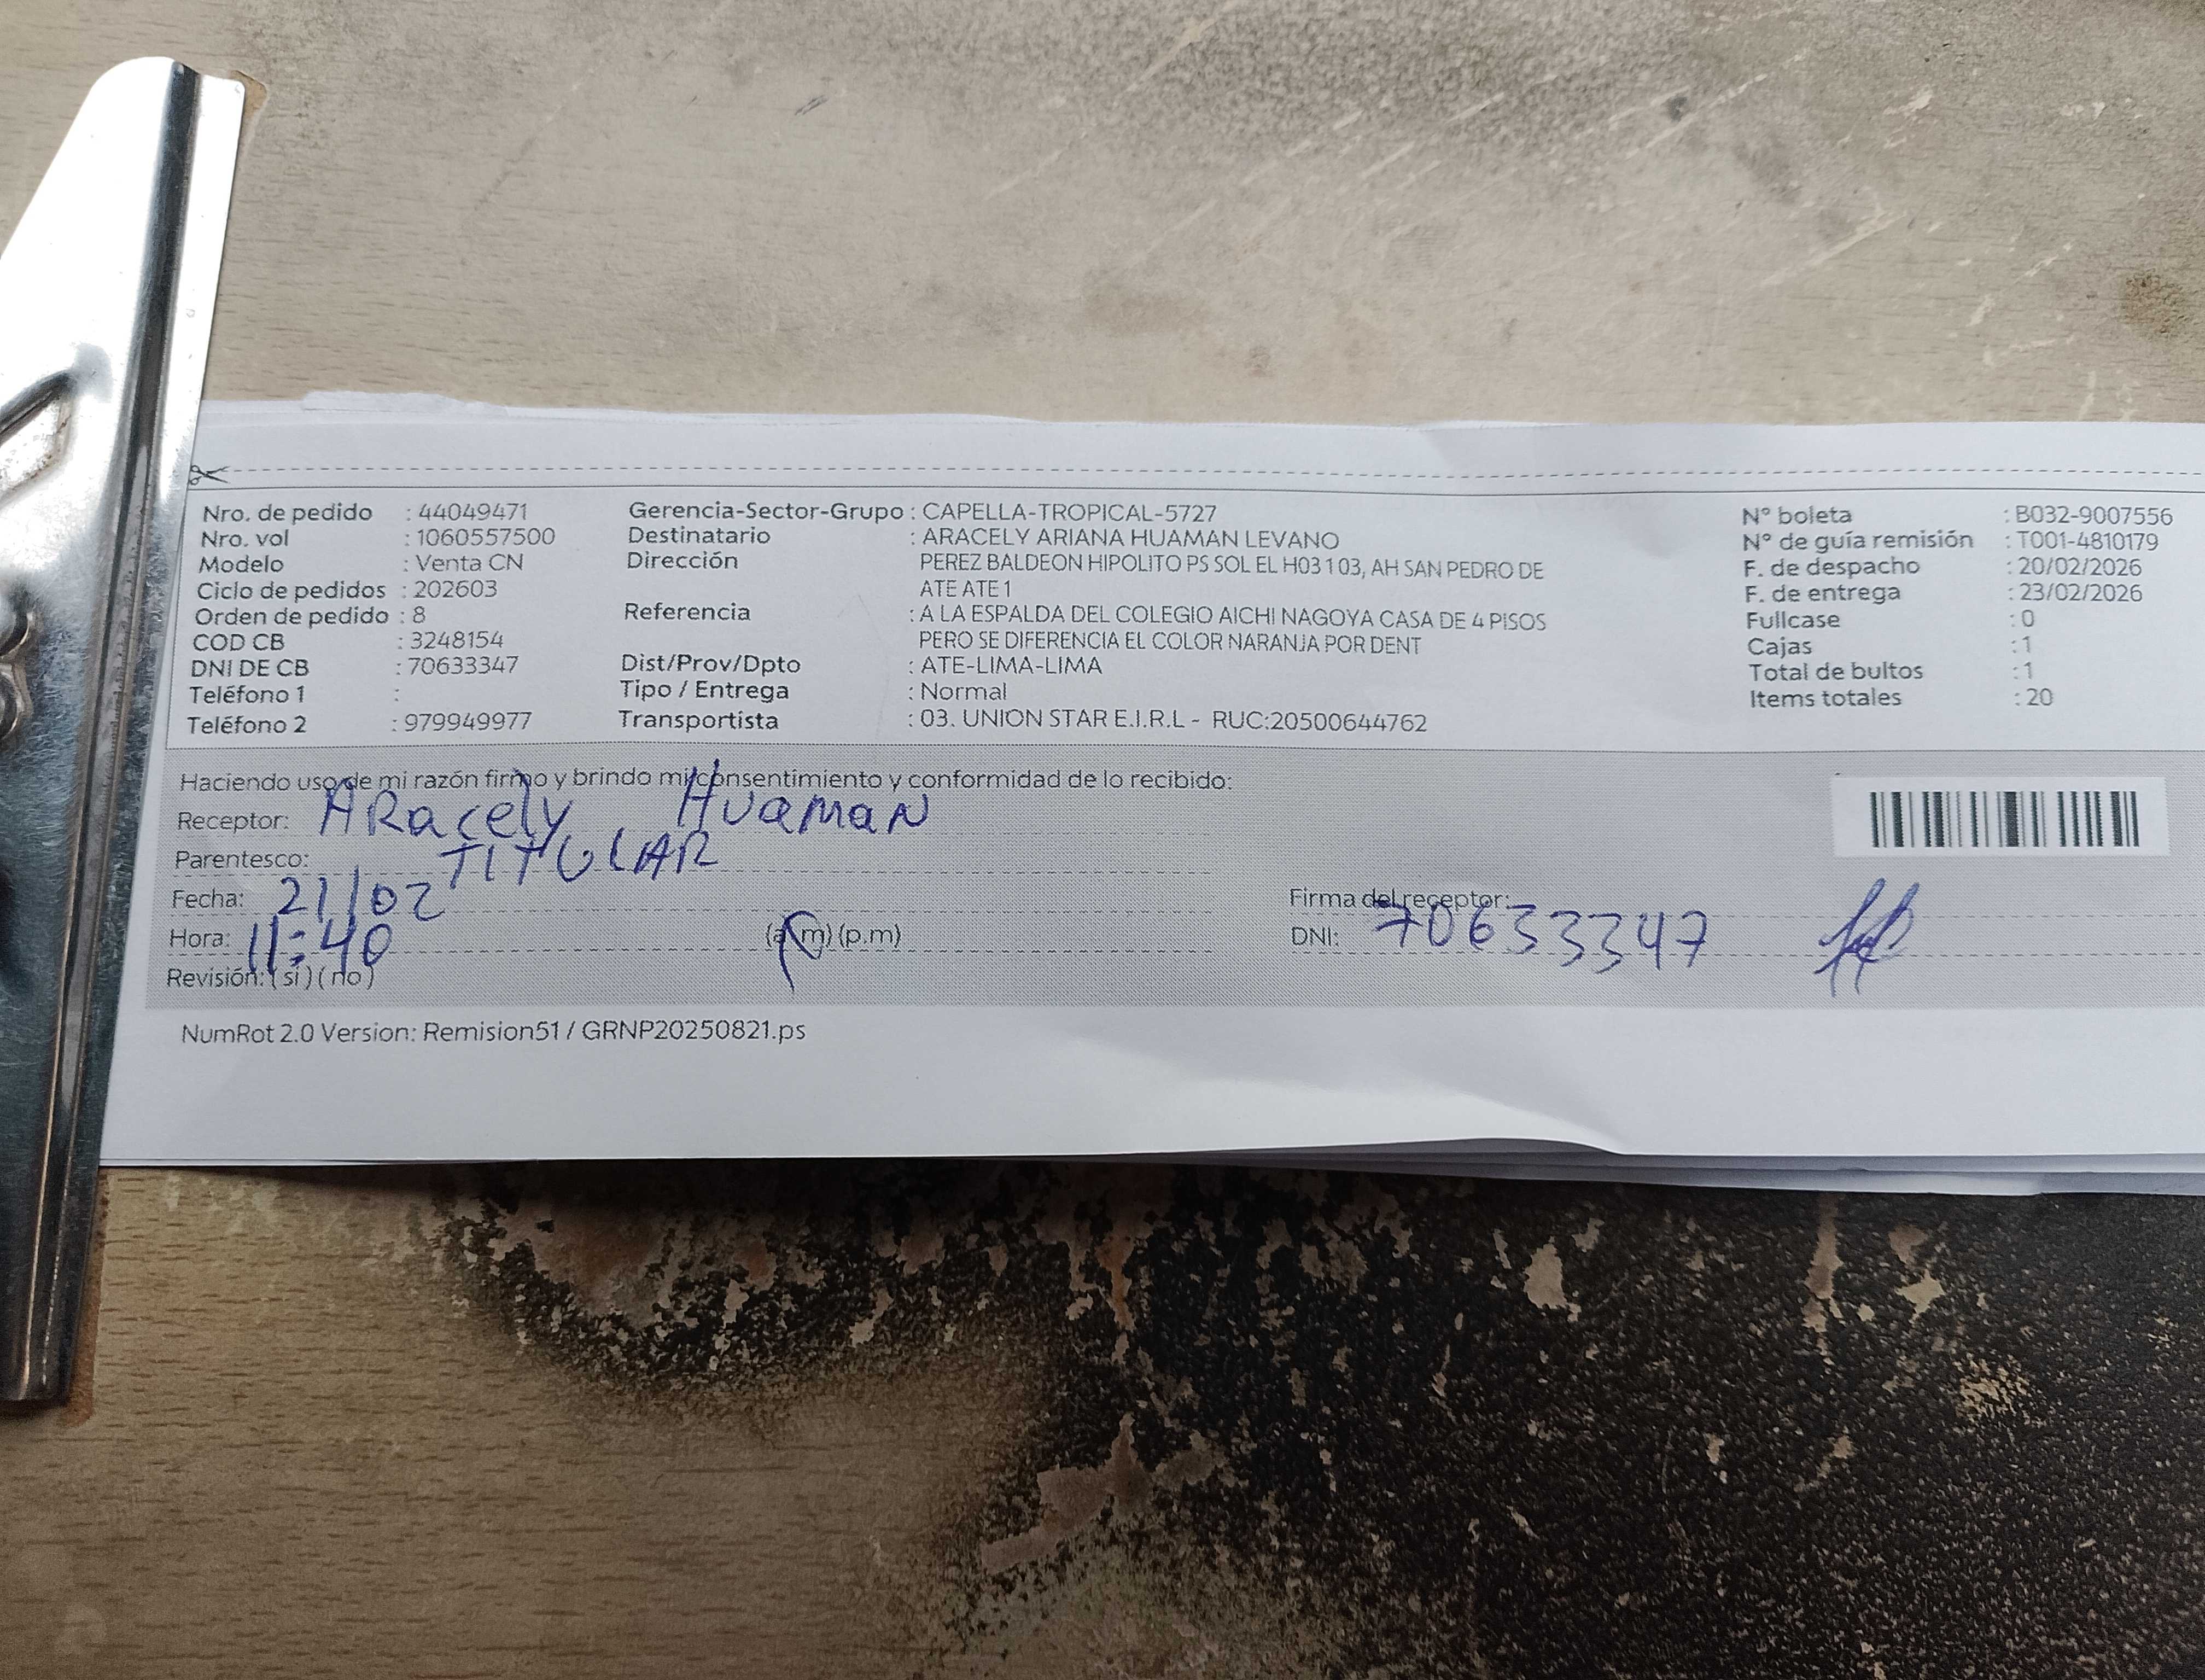 Nro. de pedido : 44049471
Nro. vol : 1060557500
Modelo : Venta CN
Ciclo de pedidos : 202603
Orden de pedido : 8
COD CB : 3248154
DNI DE CB : 70633347
Teléfono 1 :
Teléfono 2 : 979949977
Gerencia-Sector-Grupo : CAPELLA-TROPICAL-5727
Destinatario : ARACELY ARIANA HUAMAN LEVANO
Dirección PEREZ BALDEON HIPOLITO PS SOL EL H03 1 03, AH SAN PEDRO DE
ATE ATE 1
Referencia : A LA ESPALDA DEL COLEGIO AICHI NAGOYA CASA DE 4 PISOS
PERO SE DIFERENCIA EL COLOR NARANJA POR DENT
Dist/Prov/Dpto : ATE-LIMA-LIMA
Tipo / Entrega : Normal
Transportista : 03. UNION STAR E.I.R.L - RUC:20500644762
N° boleta : B032-9007556
N° de guía remisión : T001-4810179
F. de despacho : 20/02/2026
F. de entrega : 23/02/2026
Fullcase : 0
Cajas : 1
Total de bultos : 1
Items totales : 20
Haciendo uso de mi razón firmo y brindo mi consentimiento y conformidad de lo recibido:
Receptor: ARacely Huaman
Parentesco: TITULAR
Fecha: 21/02
Hora: 11:40 (a.m) (p.m)
Revisión: ( si ) ( no )
Firma del receptor:
DNI: 70633347
NumRot 2.0 Version: Remision51 / GRNP20250821.ps